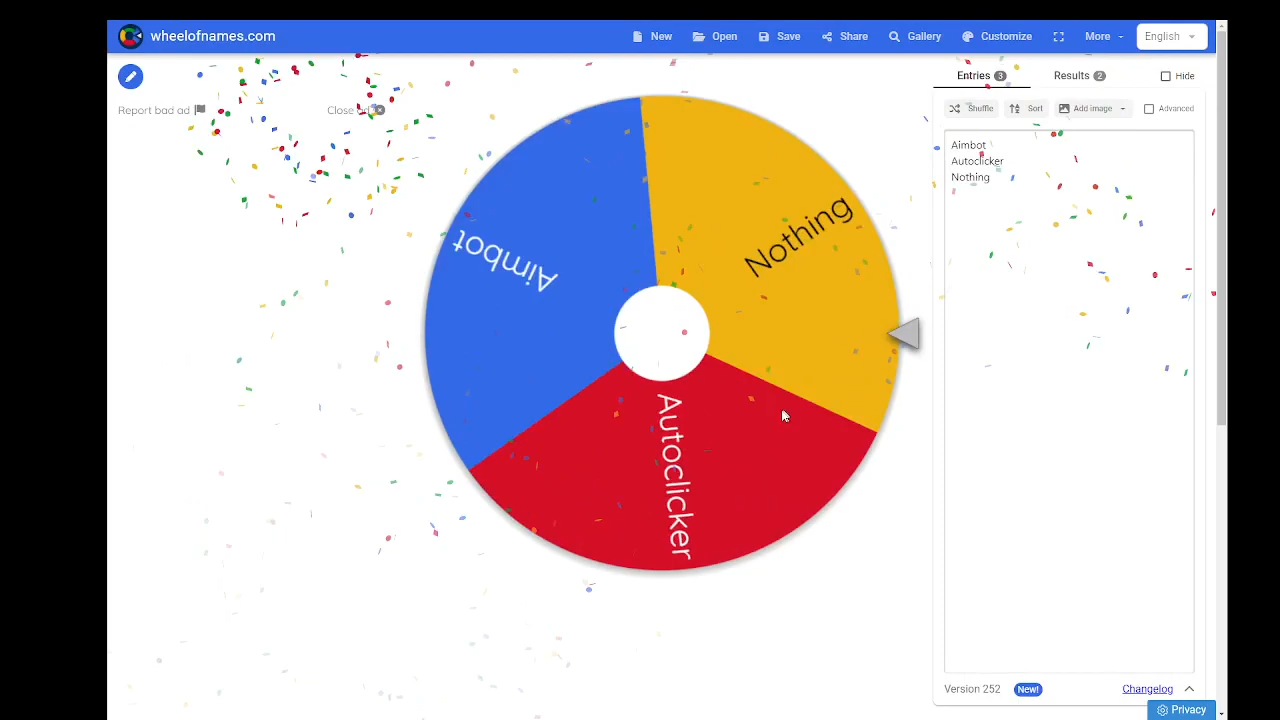 wheelofnames.com
New
Open
Save
Share
Gallery
Customize
More
English
Report bad ad
Close ad
Entries 3
Results 2
Hide
Shuffle
Sort
Add image
Advanced
Aimbot
Autoclicker
Nothing
Aimbot
Nothing
Autoclicker
Version 252
New!
Changelog
Privacy